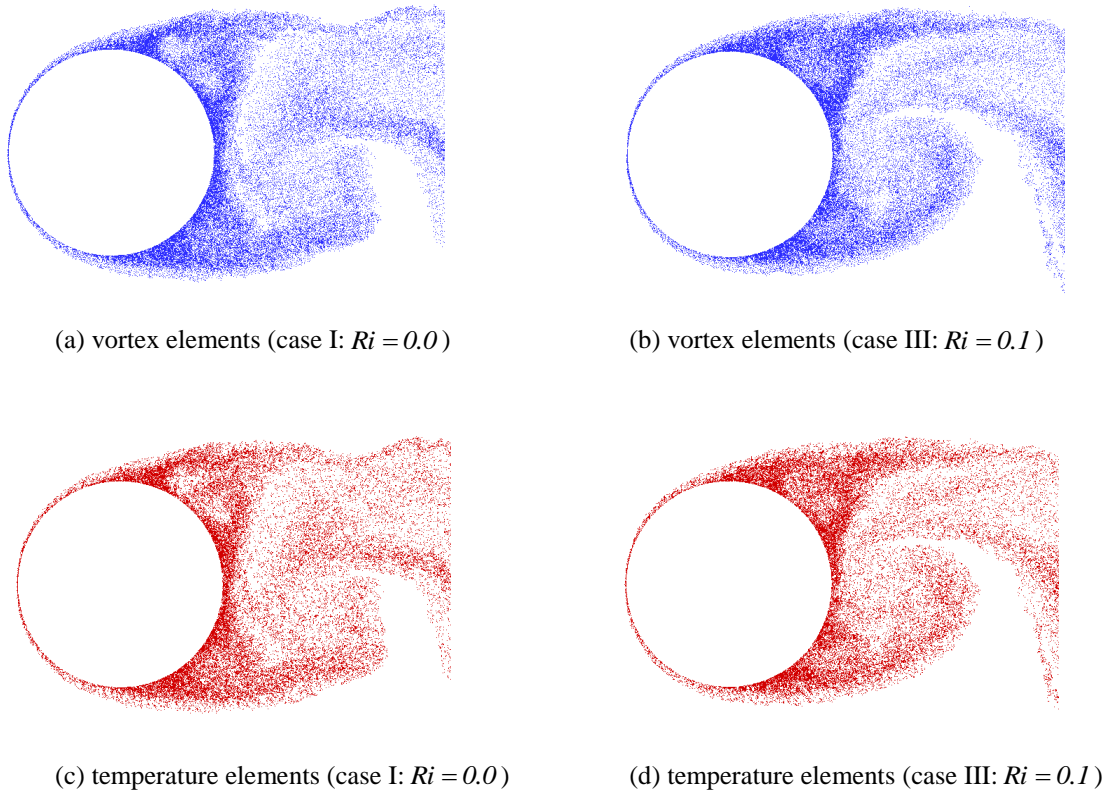 (a) vortex elements (case I: Ri = 0.0)
(b) vortex elements (case III: Ri = 0.1)
(c) temperature elements (case I: Ri = 0.0)
(d) temperature elements (case III: Ri = 0.1)